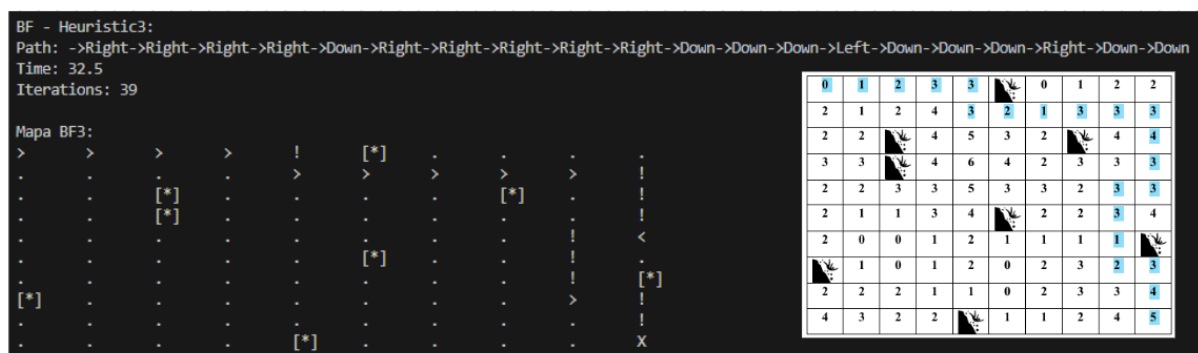 BF - Heuristic3:
Path: ->Right->Right->Right->Right->Down->Right->Right->Right->Right->Right->Down->Down->Down->Left->Down->Down->Down->Right->Down->Down
Time: 32.5
Iterations: 39
Mapa BF3:
> > > > ! [*] . . . .
. . . . > > > > > !
. . [*] . . . . [*] . !
. . [*] . . . . . . !
. . . . . . . . ! <
. . . . . [*] . . ! .
. . . . . . . . ! [*]
[*] . . . . . . . > !
. . . . . . . . . !
. . . . [*] . . . . X
0 1 2 3 3 0 1 2 2
2 1 2 4 3 2 1 3 3 3
2 2 4 5 3 2 4 4
3 3 4 6 4 2 3 3 3
2 2 3 3 5 3 3 2 3 3
2 1 1 3 4 2 2 3 4
2 0 0 1 2 1 1 1 1
1 0 1 2 0 2 3 2 3
2 2 2 1 1 0 2 3 3 4
4 3 2 2 1 1 2 4 5